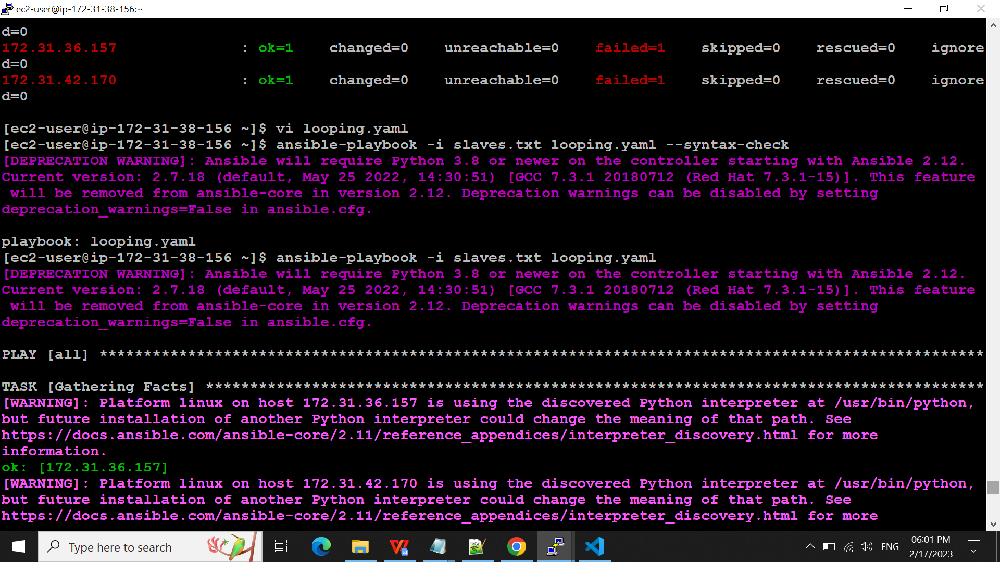 ec2-user@ip-172-31-38-156:~
d=0
172.31.36.157 : ok=1 changed=0 unreachable=0 failed=1 skipped=0 rescued=0 ignore
d=0
172.31.42.170 : ok=1 changed=0 unreachable=0 failed=1 skipped=0 rescued=0 ignore
d=0
[ec2-user@ip-172-31-38-156 ~]$ vi looping.yaml
[ec2-user@ip-172-31-38-156 ~]$ ansible-playbook -i slaves.txt looping.yaml --syntax-check
[DEPRECATION WARNING]: Ansible will require Python 3.8 or newer on the controller starting with Ansible 2.12.
Current version: 2.7.18 (default, May 25 2022, 14:30:51) [GCC 7.3.1 20180712 (Red Hat 7.3.1-15)]. This feature
will be removed from ansible-core in version 2.12. Deprecation warnings can be disabled by setting
deprecation_warnings=False in ansible.cfg.
playbook: looping.yaml
[ec2-user@ip-172-31-38-156 ~]$ ansible-playbook -i slaves.txt looping.yaml
[DEPRECATION WARNING]: Ansible will require Python 3.8 or newer on the controller starting with Ansible 2.12.
Current version: 2.7.18 (default, May 25 2022, 14:30:51) [GCC 7.3.1 20180712 (Red Hat 7.3.1-15)]. This feature
will be removed from ansible-core in version 2.12. Deprecation warnings can be disabled by setting
deprecation_warnings=False in ansible.cfg.
PLAY [all] ****************************************************************************************************
TASK [Gathering Facts] ****************************************************************************************
[WARNING]: Platform linux on host 172.31.36.157 is using the discovered Python interpreter at /usr/bin/python,
but future installation of another Python interpreter could change the meaning of that path. See
https://docs.ansible.com/ansible-core/2.11/reference_appendices/interpreter_discovery.html for more
information.
ok: [172.31.36.157]
[WARNING]: Platform linux on host 172.31.42.170 is using the discovered Python interpreter at /usr/bin/python,
but future installation of another Python interpreter could change the meaning of that path. See
https://docs.ansible.com/ansible-core/2.11/reference_appendices/interpreter_discovery.html for more
Type here to search
ENG
06:01 PM
2/17/2023